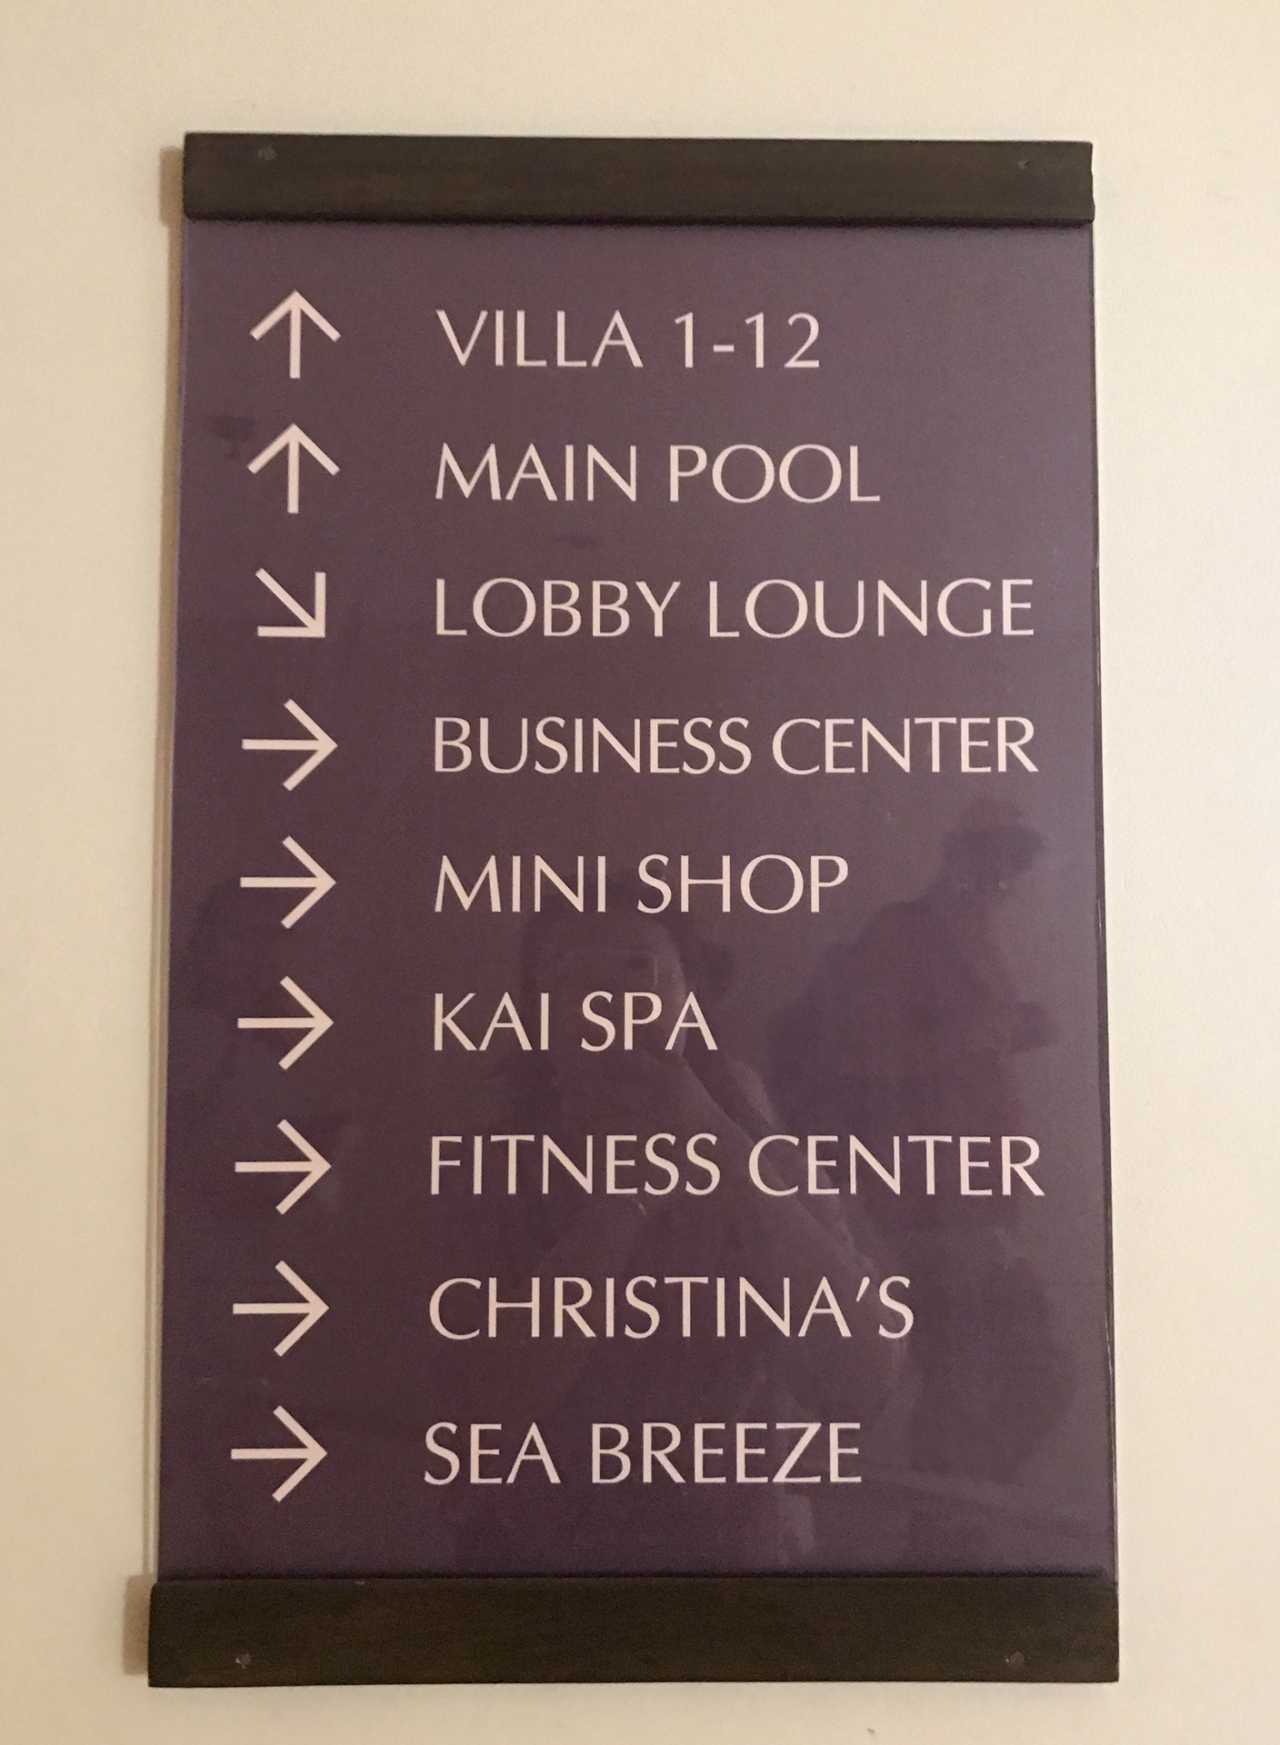 ↑ VILLA 1-12
↑ MAIN POOL
↘ LOBBY LOUNGE
→ BUSINESS CENTER
→ MINI SHOP
→ KAI SPA
→ FITNESS CENTER
→ CHRISTINA'S
→ SEA BREEZE